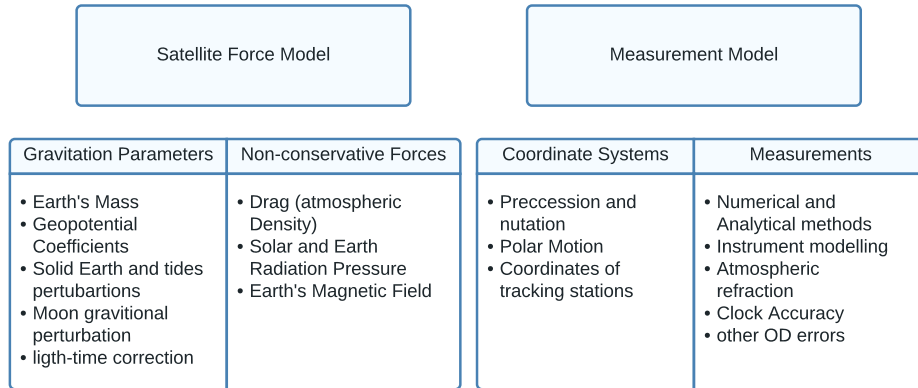 Satellite Force Model
Measurement Model
Gravitation Parameters
• Earth's Mass
• Geopotential
Coefficients
• Solid Earth and tides
pertubartions
• Moon gravitional
perturbation
• ligth-time correction
Non-conservative Forces
• Drag (atmospheric
Density)
• Solar and Earth
Radiation Pressure
• Earth's Magnetic Field
Coordinate Systems
• Preccession and
nutation
• Polar Motion
• Coordinates of
tracking stations
Measurements
• Numerical and
Analytical methods
• Instrument modelling
• Atmospheric
refraction
• Clock Accuracy
• other OD errors